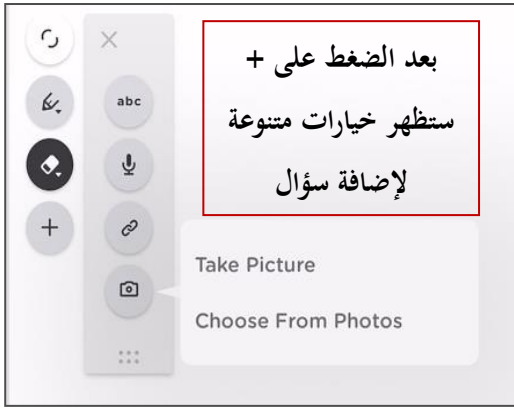 بعد الضغط على +
ستظهر خيارات متنوعة
لإضافة سؤال
abc
Take Picture
Choose From Photos